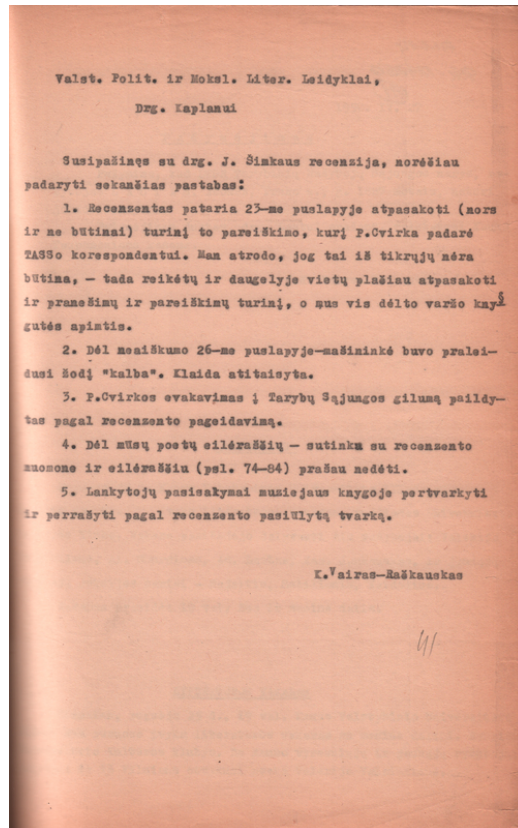 Valst. Polit. ir Moksl. Liter. Leidyklai,
Drg. Kaplanui
Susipažinęs su drg. J. Šinkaus recenzija, norėčiau
padaryti sekančias pastabas:
1. Recenzentas pataria 23-me puslapyje atpasakoti (nors
ir ne būtinai) turinį to pareiškimo, kurį P.Cvirka padarė
TASSo korespondentui. Man atrodo, jog tai iš tikrųjų nėra
būtina, – tada reikėtų ir daugelyje vietų plačiau atpasakoti
ir pranešimų ir pareiškimų turinį, o mus vis dėlto varžo kny-
gutės apimtis.
2. Dėl neaiškumo 26-me puslapyje-mašininkė buvo pralei-
dusi žodį "kalba". Klaida atitaisyta.
3. P.Cvirkos evakavimas į Tarybų Sąjungos gilumą paildy-
tas pagal recenzento pageidavimą.
4. Dėl mūsų poetų eilėraščių – sutinku su recenzento
nuomone ir eilėraščiu (psl. 74-84) prašau nedėti.
5. Lankytojų pasisakymai muziejaus knygoje pertvarkyti
ir perrašyti pagal recenzento pasiūlytą tvarką.
K.Vairas-Raškauskas
41